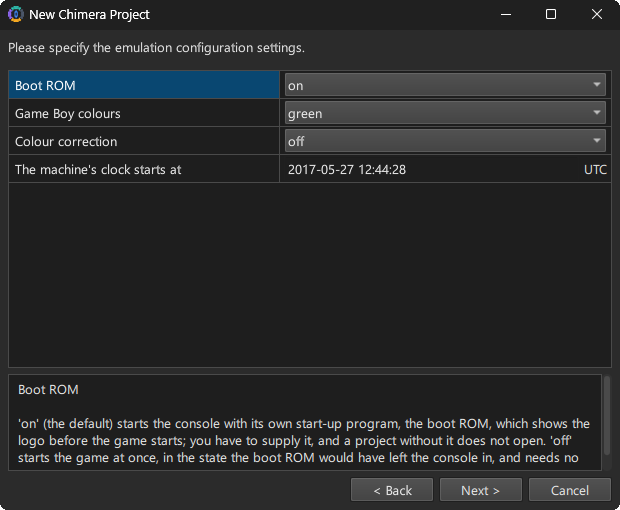 New Chimera Project
Please specify the emulation configuration settings.
Boot ROM on
Game Boy colours green
Colour correction off
The machine's clock starts at 2017-05-27 12:44:28 UTC
Boot ROM
'on' (the default) starts the console with its own start-up program, the boot ROM, which shows the
logo before the game starts; you have to supply it, and a project without it does not open. 'off'
starts the game at once, in the state the boot ROM would have left the console in, and needs no
< Back Next > Cancel